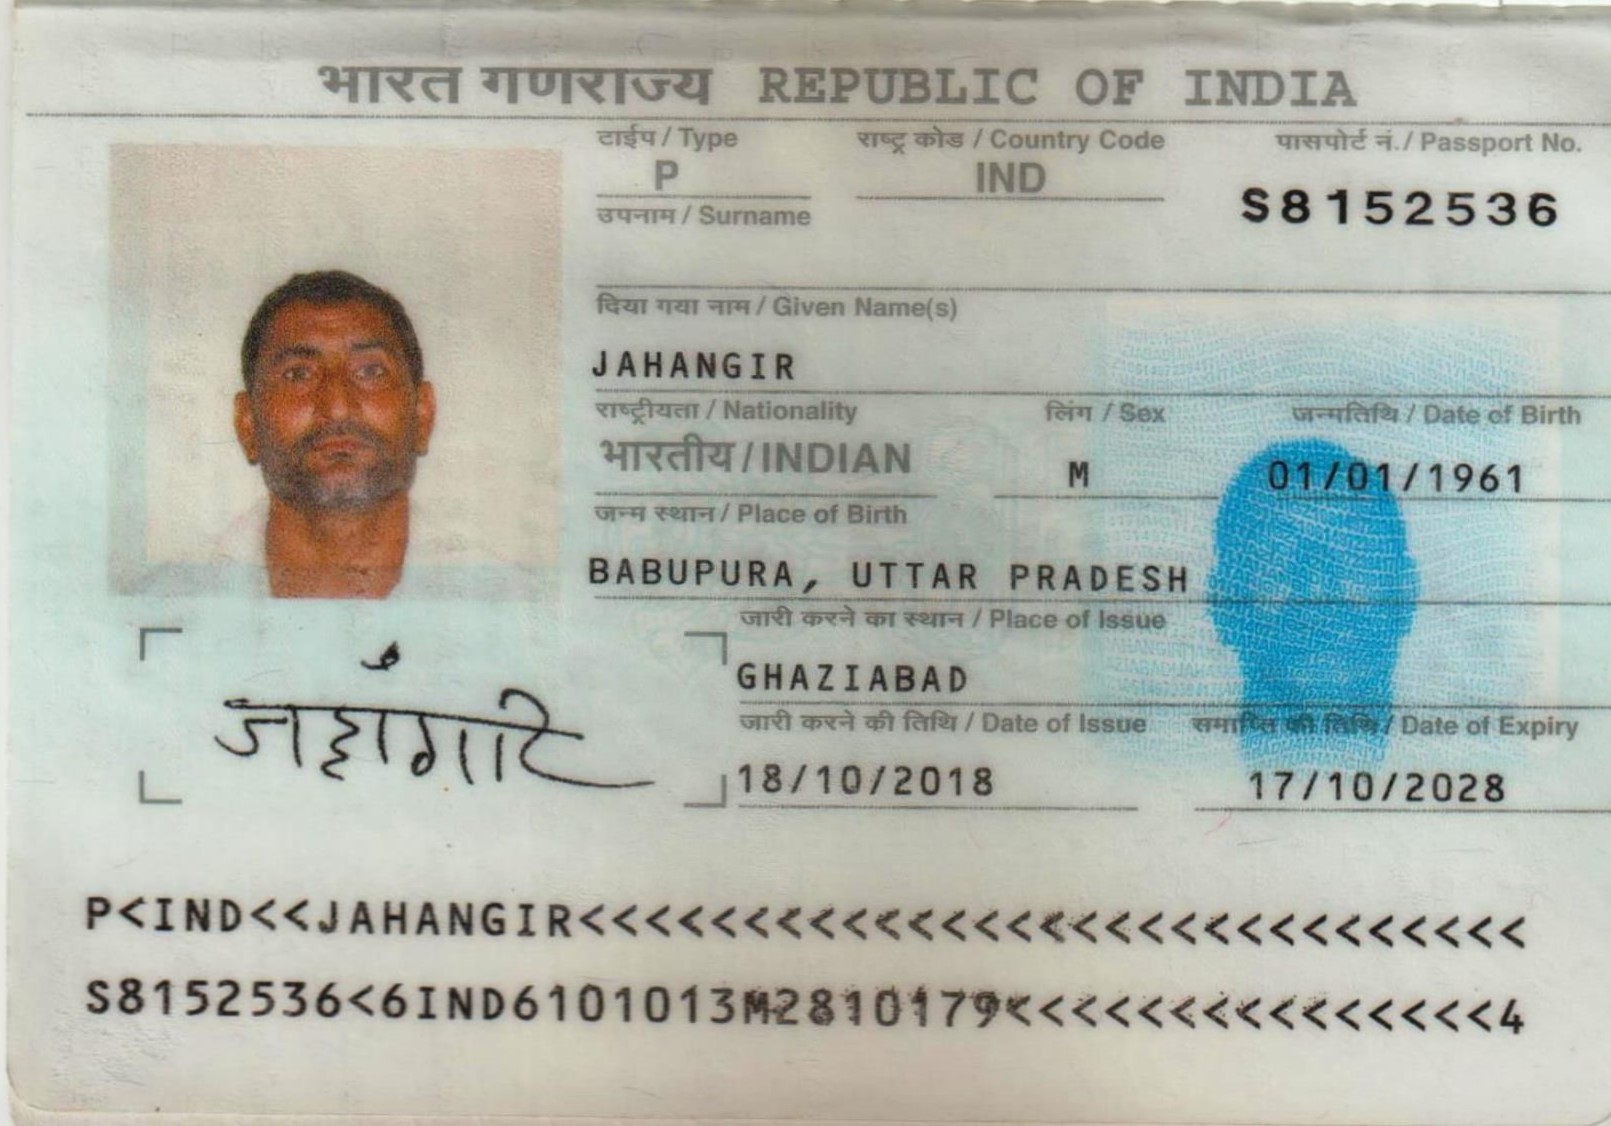 भारत गणराज्य REPUBLIC OF INDIA
टाईप / Type राष्ट्र कोड / Country Code पासपोर्ट नं./ Passport No.
P IND S8152536
उपनाम / Surname
दिया गया नाम / Given Name(s)
JAHANGIR
राष्ट्रीयता / Nationality लिंग / Sex जन्मतिथि / Date of Birth
भारतीय/INDIAN M 01/01/1961
जन्म स्थान / Place of Birth
BABUPURA, UTTAR PRADESH
जारी करने का स्थान / Place of Issue
GHAZIABAD
जारी करने की तिथि / Date of Issue समाप्ति की तिथि / Date of Expiry
18/10/2018 17/10/2028
जहाँगीर
P<IND<<JAHANGIR<<<<<<<<<<<<<<<<<<<<<<<<<<<<<
S8152536<6IND6101013M2810179<<<<<<<<<<<<<<<4